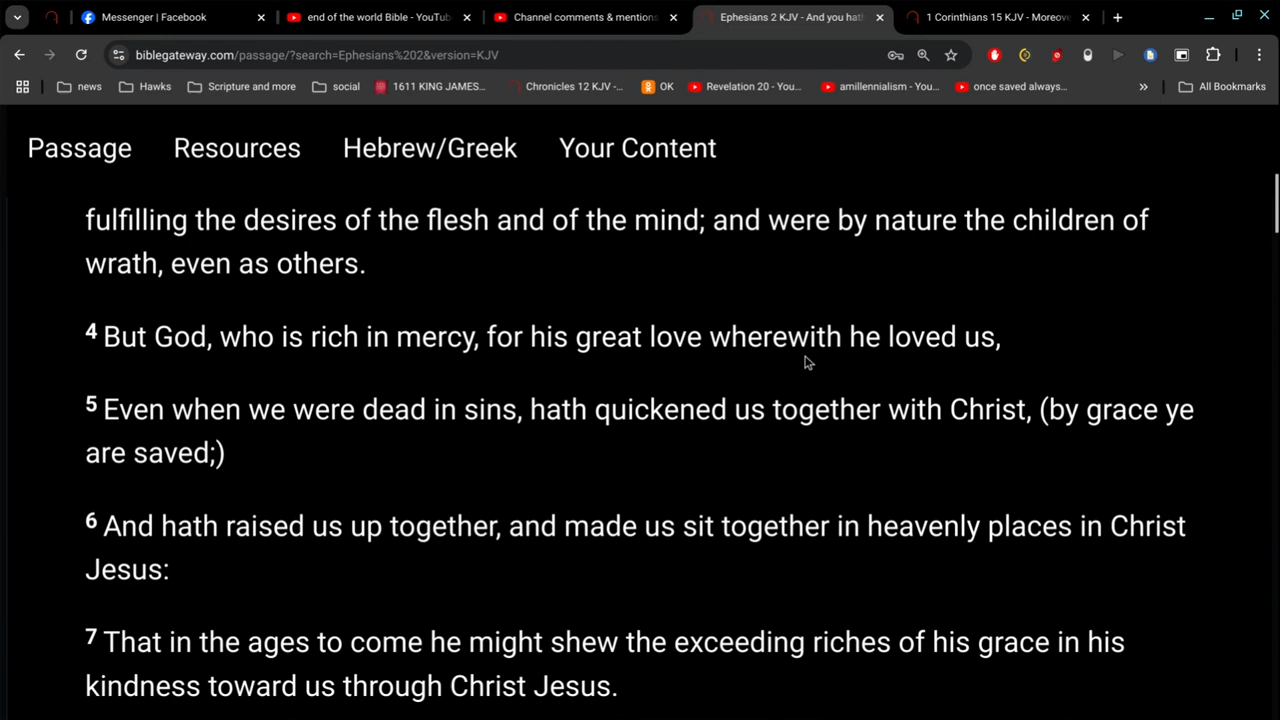 Messenger | Facebook
end of the world Bible - YouTub
Channel comments & mentions
Ephesians 2 KJV - And you hat
1 Corinthians 15 KJV - Moreov
biblegateway.com/passage/?search=Ephesians%202&version=KJV
news
Hawks
Scripture and more
social
1611 KING JAMES...
Chronicles 12 KJV -...
OK
Revelation 20 - You...
amillennialism - You...
once saved always...
»
All Bookmarks
Passage Resources Hebrew/Greek Your Content
fulfilling the desires of the flesh and of the mind; and were by nature the children of
wrath, even as others.
4 But God, who is rich in mercy, for his great love wherewith he loved us,
5 Even when we were dead in sins, hath quickened us together with Christ, (by grace ye
are saved;)
6 And hath raised us up together, and made us sit together in heavenly places in Christ
Jesus:
7 That in the ages to come he might shew the exceeding riches of his grace in his
kindness toward us through Christ Jesus.